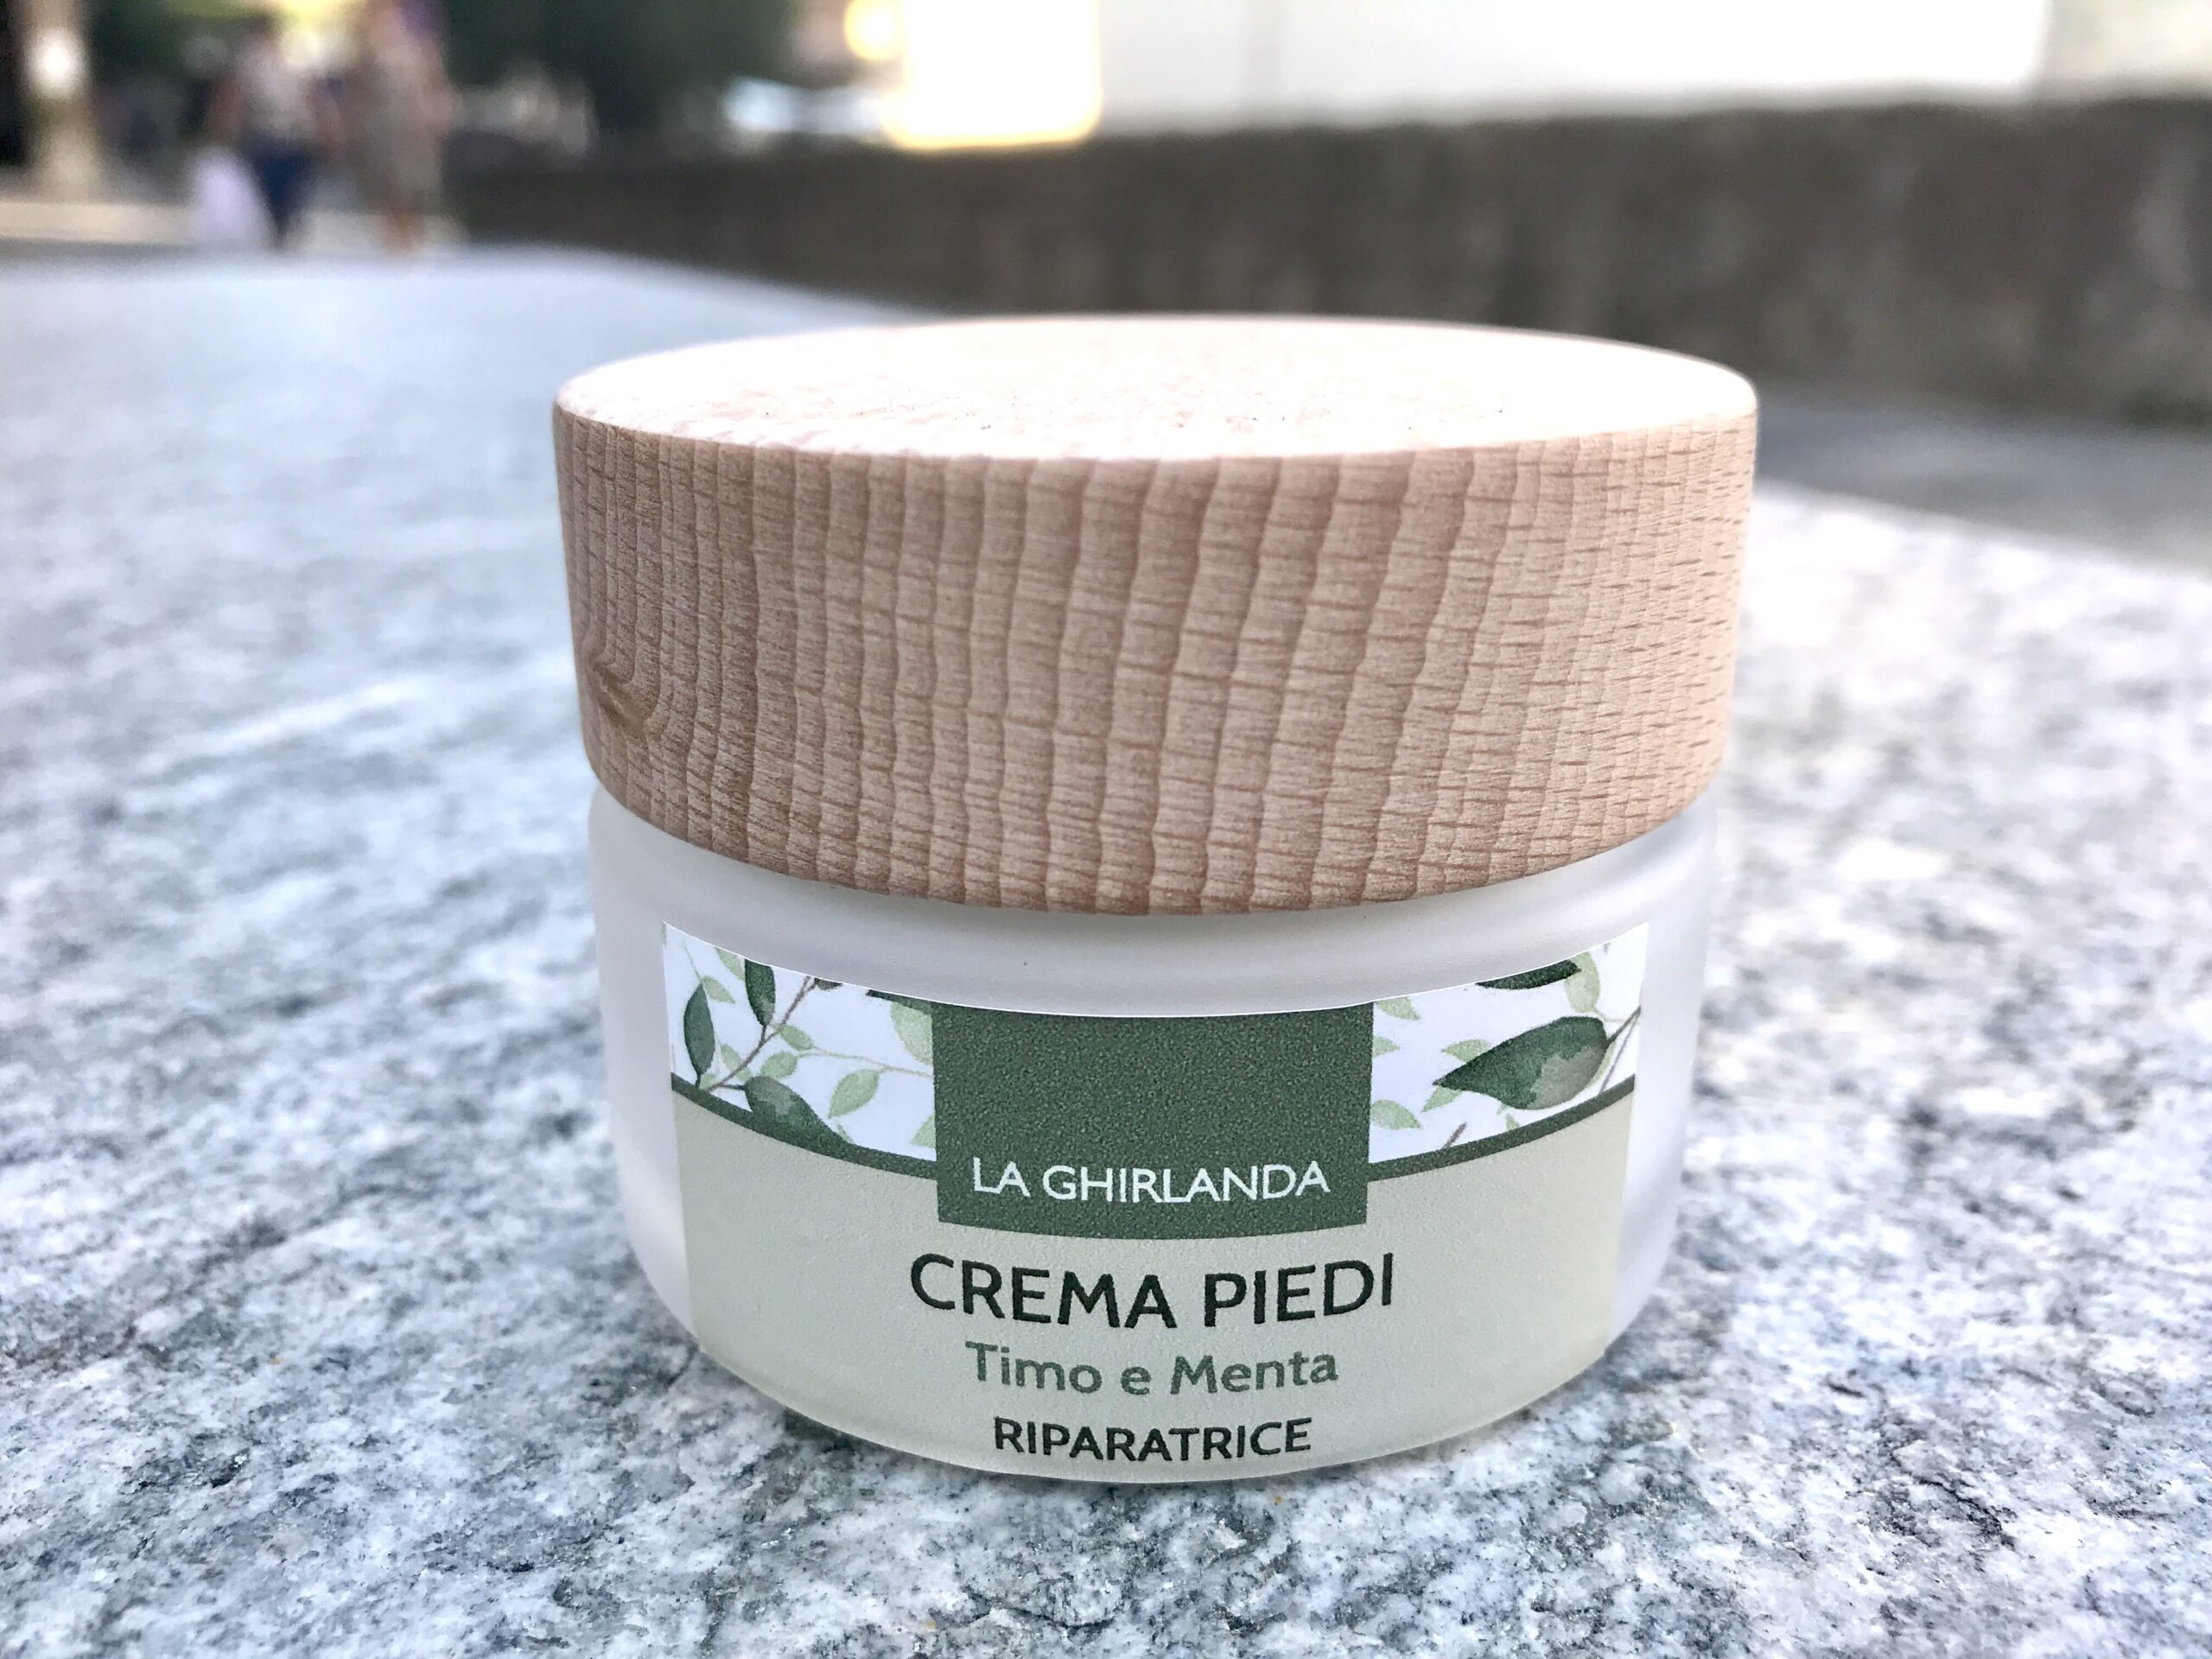 LA GHIRLANDA
CREMA PIEDI
Timo e Menta
RIPARATRICE